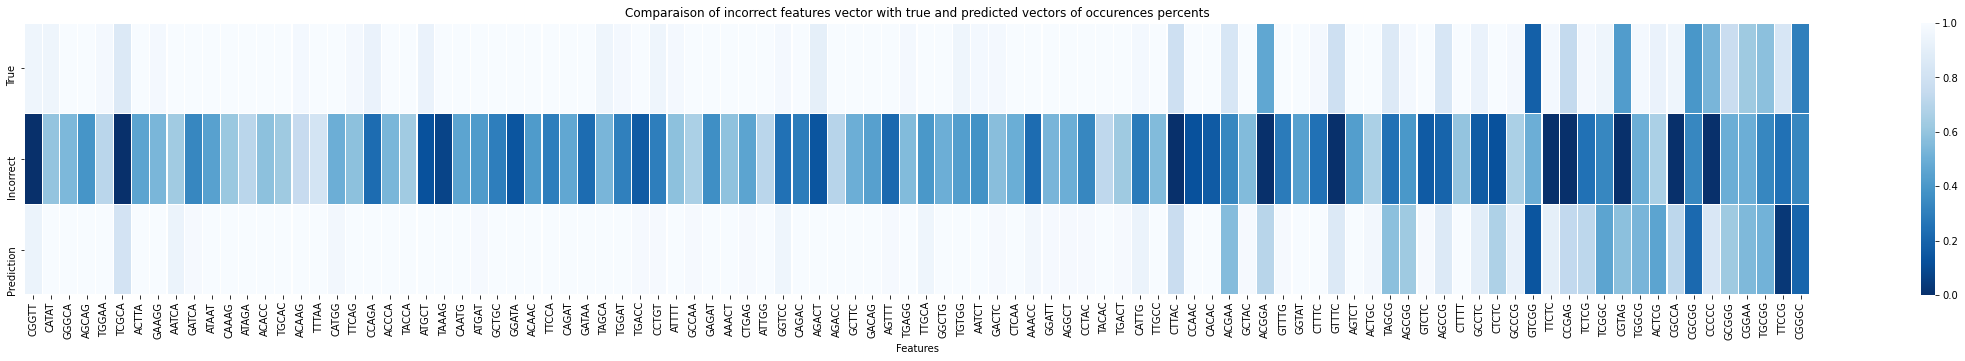 Comparaison of incorrect features vector with true and predicted vectors of occurences percents
True
Incorrect
Prediction
1.0
0.8
0.6
0.4
0.2
0.0
CGGTT CATAT GGGCA AGCAG TGGAA TCGCA ACTTA GAAGG AATCA GATCA ATAAT CAAAG ATAGA ACACC TGCAC ACAAG TTTAA CATGG TTCAG CCAGA ACCCA TACCA ATGCT TAAAG CAATG ATGAT GCTGC GGATA ACAAC TTCCA CAGAT GATAA TAGCA TGGAT TGACC CCTGT ATTTT GCCAA GAGAT AAACT CTGAG ATTGG GGTCC CAGAC AGACT AGACC GCTTC GACAG AGTTT TGAGG TTGCA GGCTG TGTGG AATCT GACTC CTCAA AAACC GGATT AGGCT CCTAC TACAC TGACT CATTG TTGCC CTTAC CCAAC CACAC ACGAA GCTAC ACGGA GTTTG GGTAT CTTTC GTTTC AGTCT ACTGC TAGCG AGCGG GTCTC AGCCG CTTTT GCCTC CTCTC GCCCG GTCGG TTCTC CCGAG TCTCG TCGGC CGTAG TGGCG ACTCG CGCCA CGCGG CCCCC GCGGG CGGAA TGCGG TTCCG CGGGC
Features